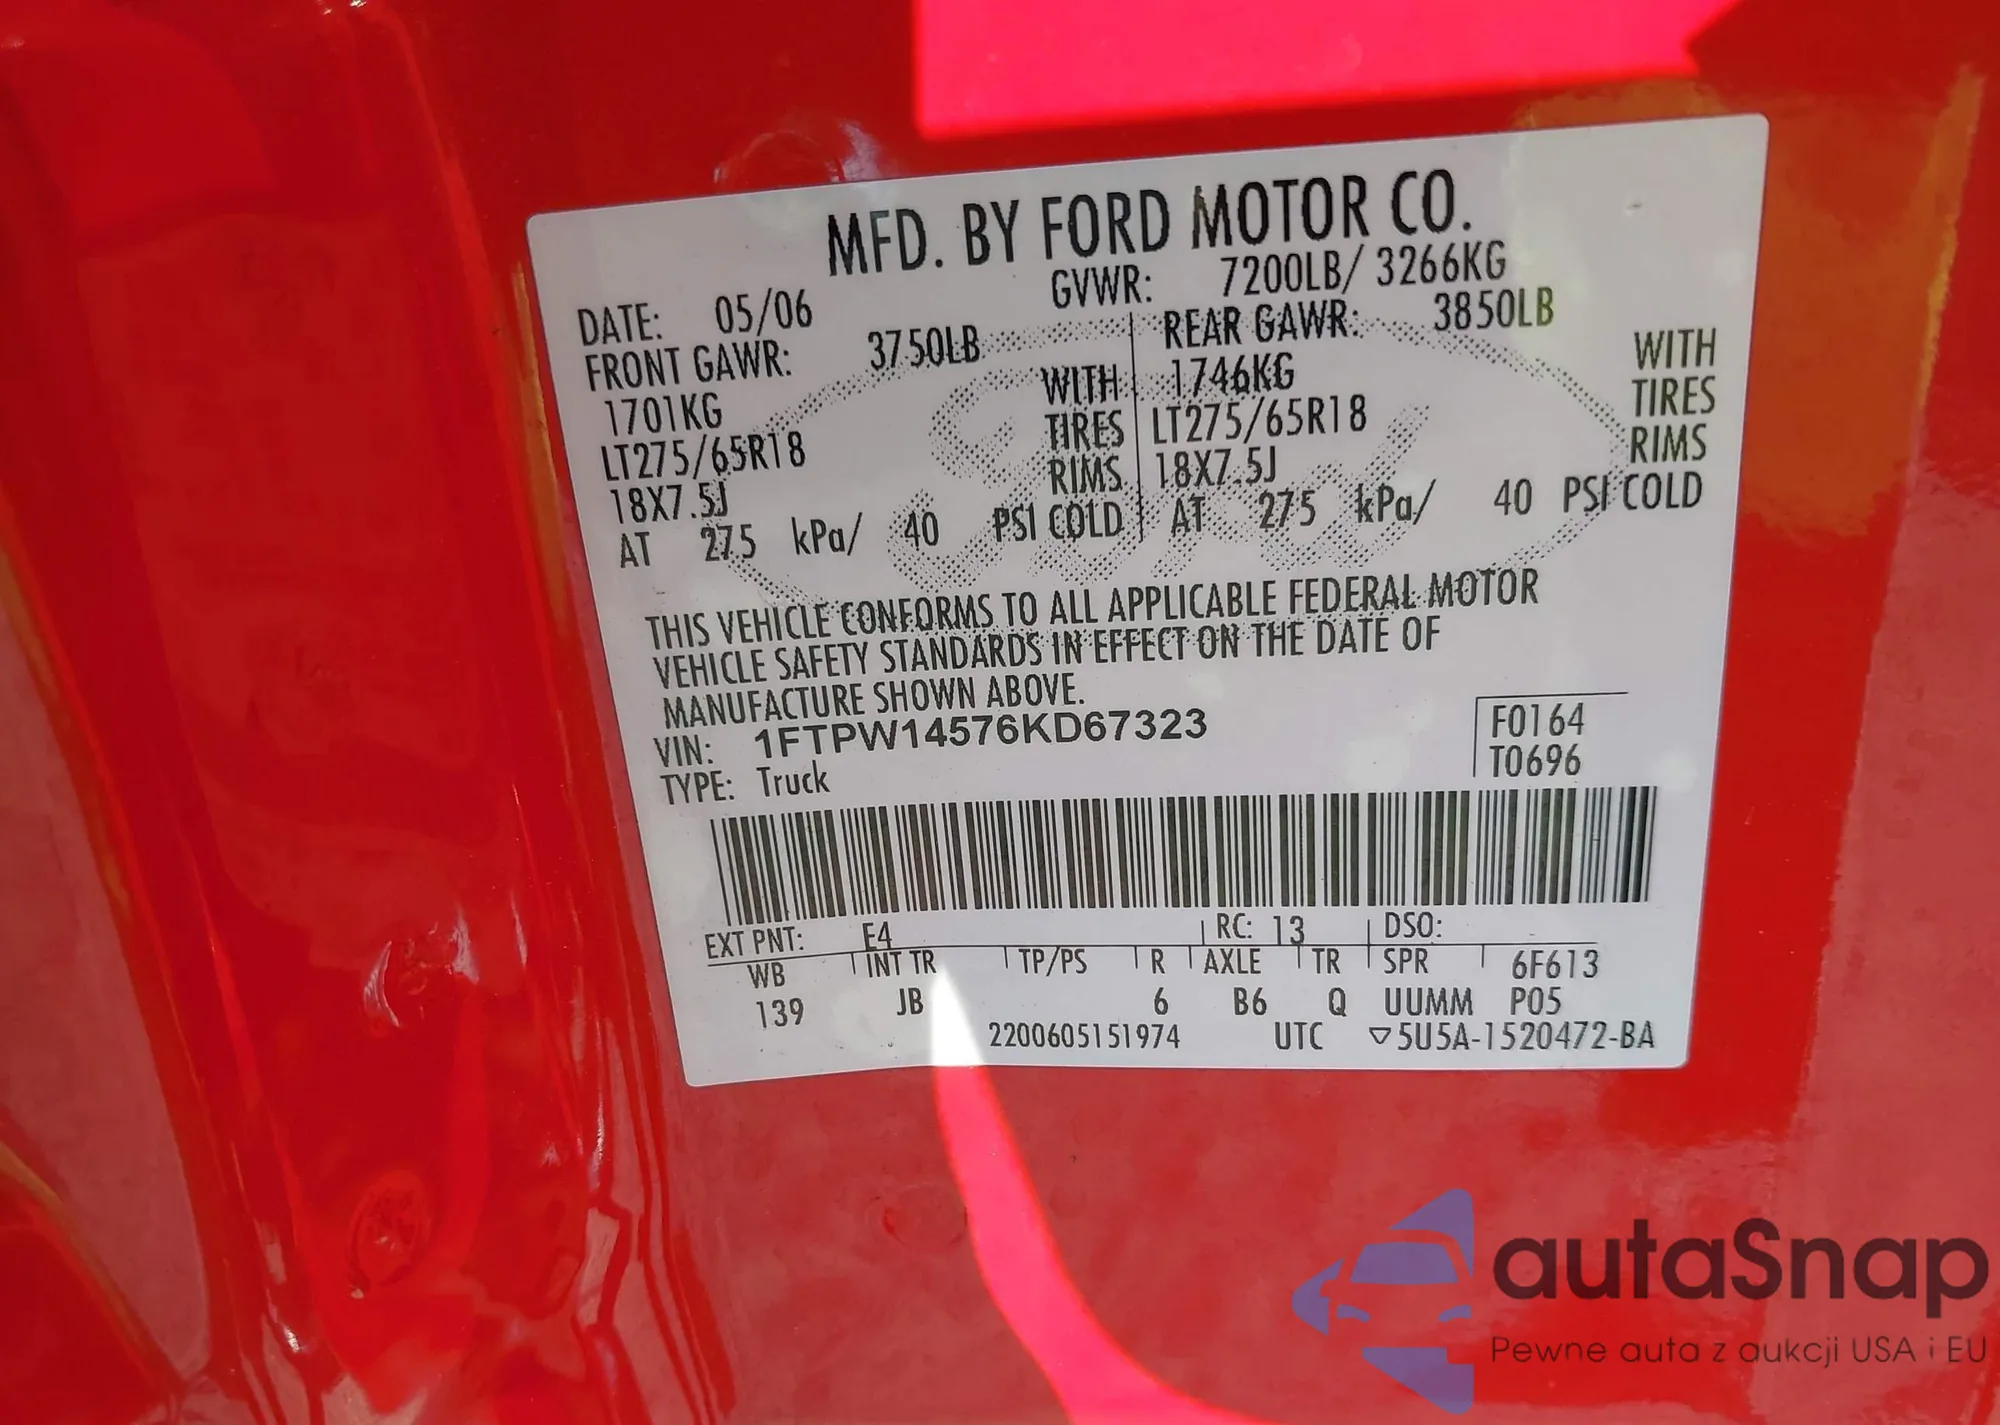 MFD. BY FORD MOTOR CO.
DATE: 05/06 GVWR: 7200LB/ 3266KG
FRONT GAWR: 3750LB REAR GAWR: 3850LB
1701KG WITH 1746KG WITH
LT275/65R18 TIRES LT275/65R18 TIRES
18X7.5J RIMS 18X7.5J RIMS
AT 275 kPa/ 40 PSI COLD AT 275 kPa/ 40 PSI COLD
Ford
THIS VEHICLE CONFORMS TO ALL APPLICABLE FEDERAL MOTOR
VEHICLE SAFETY STANDARDS IN EFFECT ON THE DATE OF
MANUFACTURE SHOWN ABOVE.
VIN: 1FTPW14576KD67323 F0164
TYPE: Truck T0696
EXT PNT: E4 RC: 13 DSO:
WB INT TR TP/PS R AXLE TR SPR 6F613
139 JB 6 B6 Q UUMM P05
2200605151974 UTC ▽5U5A-1520472-BA
autaSnap
Pewne auta z aukcji USA i EU